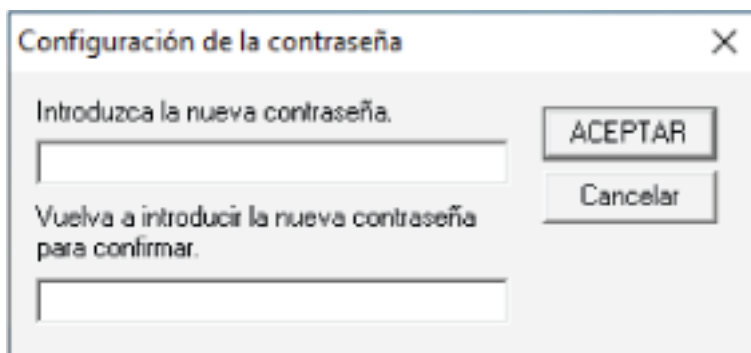 Configuración de la contraseña
Introduzca la nueva contraseña.
ACEPTAR
Cancelar
Vuelva a introducir la nueva contraseña
para confirmar.